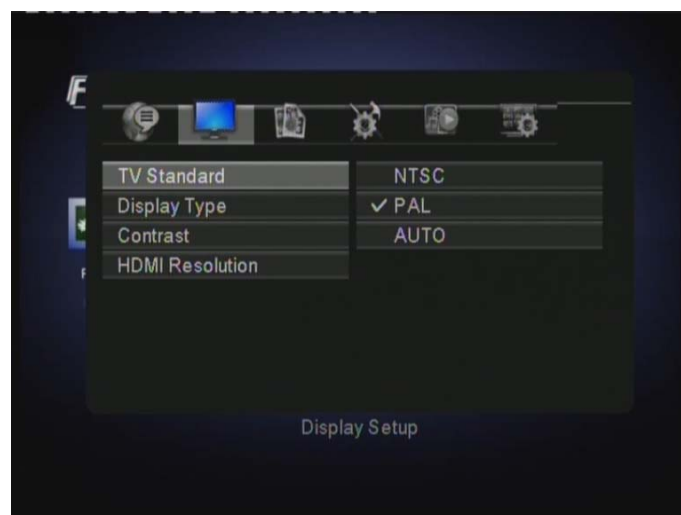 TV Standard
NTSC
Display Type
✓ PAL
Contrast
AUTO
HDMI Resolution
Display Setup